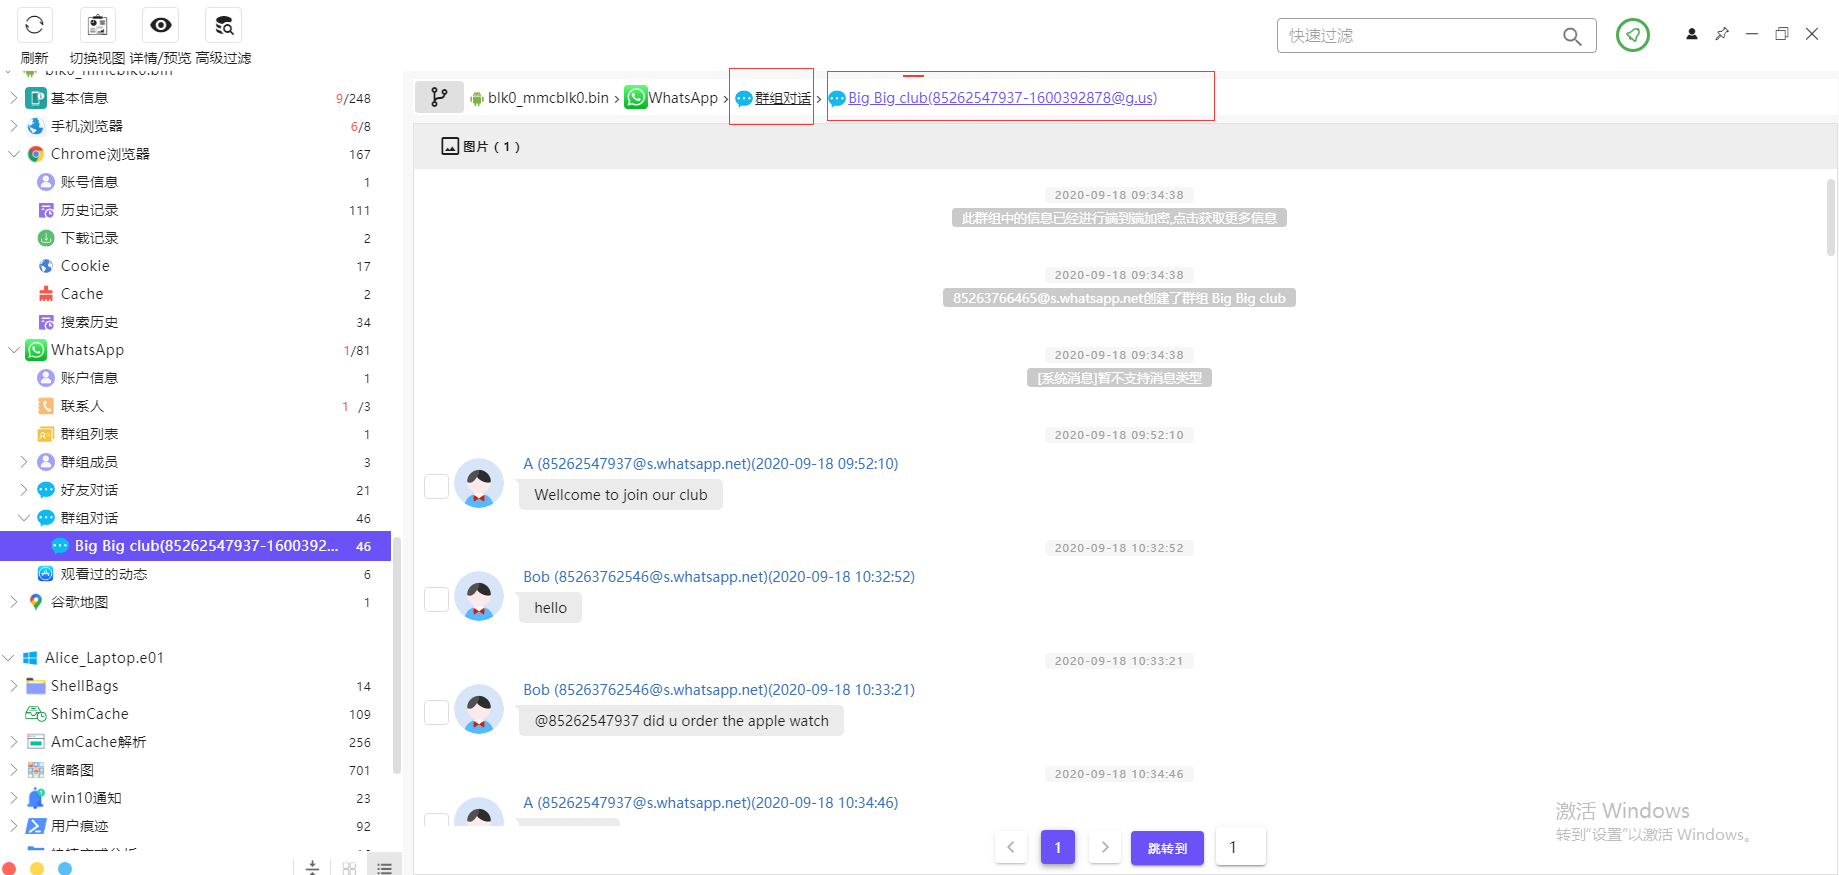 刷新
切换视图
详情/预览
高级过滤
快速过滤
blk0_mmcblk0.bin
基本信息 9/248
手机浏览器 6/8
Chrome浏览器 167
账号信息 1
历史记录 111
下载记录 2
Cookie 17
Cache 2
搜索历史 34
WhatsApp 1/81
账户信息 1
联系人 1 /3
群组列表 1
群组成员 3
好友对话 21
群组对话 46
Big Big club(85262547937-1600392... 46
观看过的动态 6
谷歌地图 1
Alice_Laptop.e01
ShellBags 14
ShimCache 109
AmCache解析 256
缩略图 701
win10通知 23
用户痕迹 92
blk0_mmcblk0.bin › WhatsApp › 群组对话 › Big Big club(85262547937-1600392878@g.us)
图片 ( 1 )
2020-09-18 09:34:38
此群组中的信息已经进行端到端加密,点击获取更多信息
2020-09-18 09:34:38
85263766465@s.whatsapp.net创建了群组 Big Big club
2020-09-18 09:34:38
[系统消息]暂不支持消息类型
2020-09-18 09:52:10
A (85262547937@s.whatsapp.net)(2020-09-18 09:52:10)
Wellcome to join our club
2020-09-18 10:32:52
Bob (85263762546@s.whatsapp.net)(2020-09-18 10:32:52)
hello
2020-09-18 10:33:21
Bob (85263762546@s.whatsapp.net)(2020-09-18 10:33:21)
@85262547937 did u order the apple watch
2020-09-18 10:34:46
A (85262547937@s.whatsapp.net)(2020-09-18 10:34:46)
激活 Windows
转到“设置”以激活 Windows。
1
跳转到
1